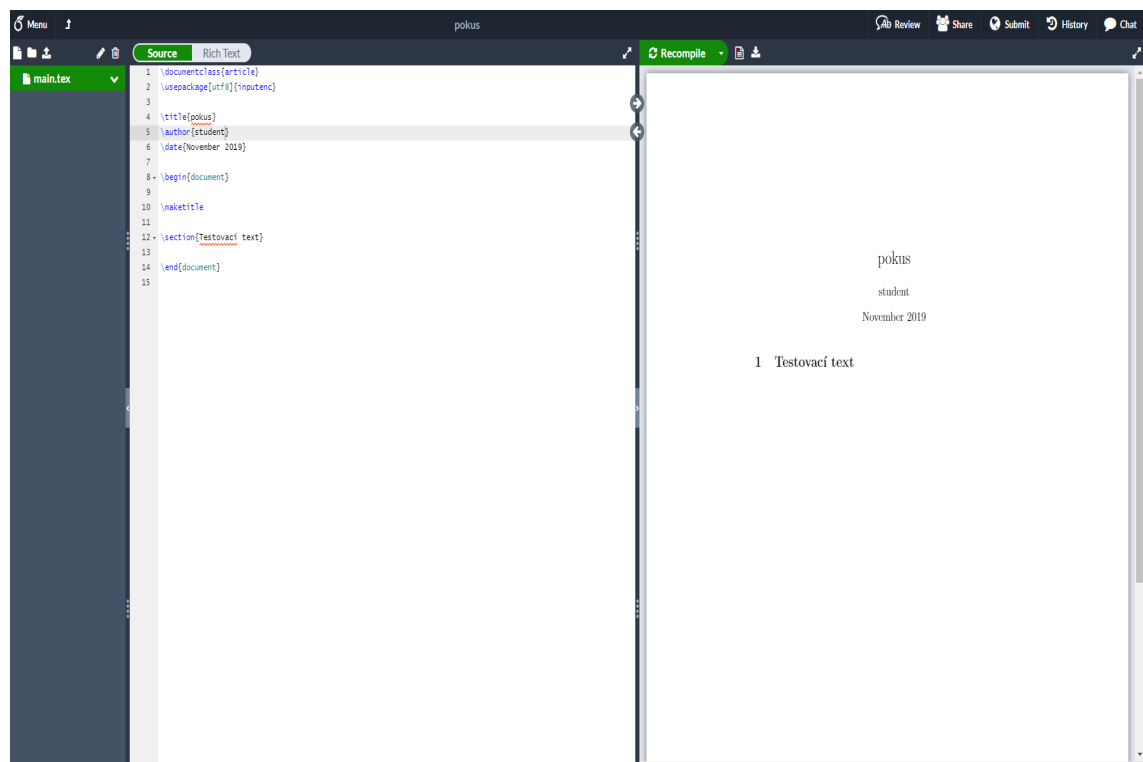 Menu pokus Review Share Submit History Chat
Source Rich Text Recompile
main.tex
1 \documentclass{article}
2 \usepackage[utf8]{inputenc}
3
4 \title{pokus}
5 \author{student}
6 \date{November 2019}
7
8 \begin{document}
9
10 \maketitle
11
12 \section{Testovací text}
13
14 \end{document}
15
pokus
student
November 2019
1 Testovací text